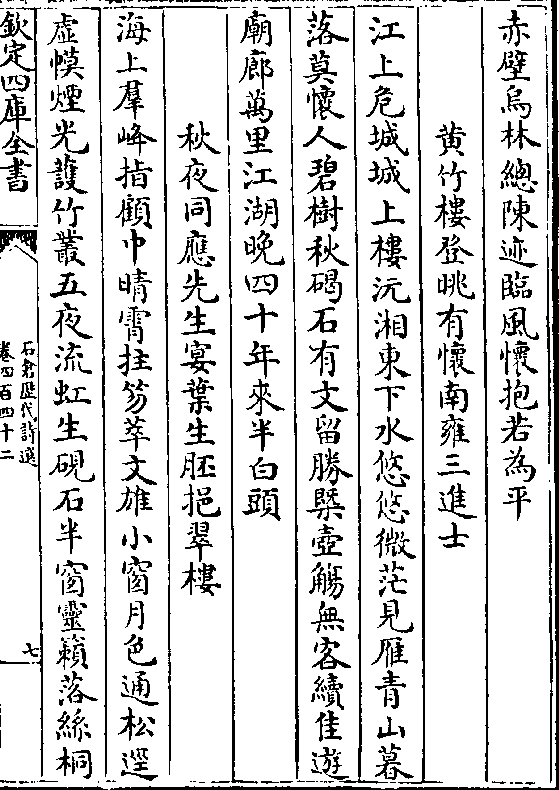 赤壁烏林總陳迹臨風懷抱若為平
黄竹樓登眺有懷南雍三進士
江上危城城上樓沅湘東下水悠悠微茫見雁青山暮
落莫懷人碧樹秋碣石有文留勝槩壺觴無客續佳遊
廟廊萬里江湖晚四十年來半白頭
秋夜同應先生宴葉生胚挹翠樓
海上羣峰指顧中晴霄拄笏萃文雄小窗月色通松逕
虚幌煙光護竹叢五夜流虹生硯石半窗靈籟落絲桐
欽定四庫全書
石倉歴代詩選
卷四百四十二
七